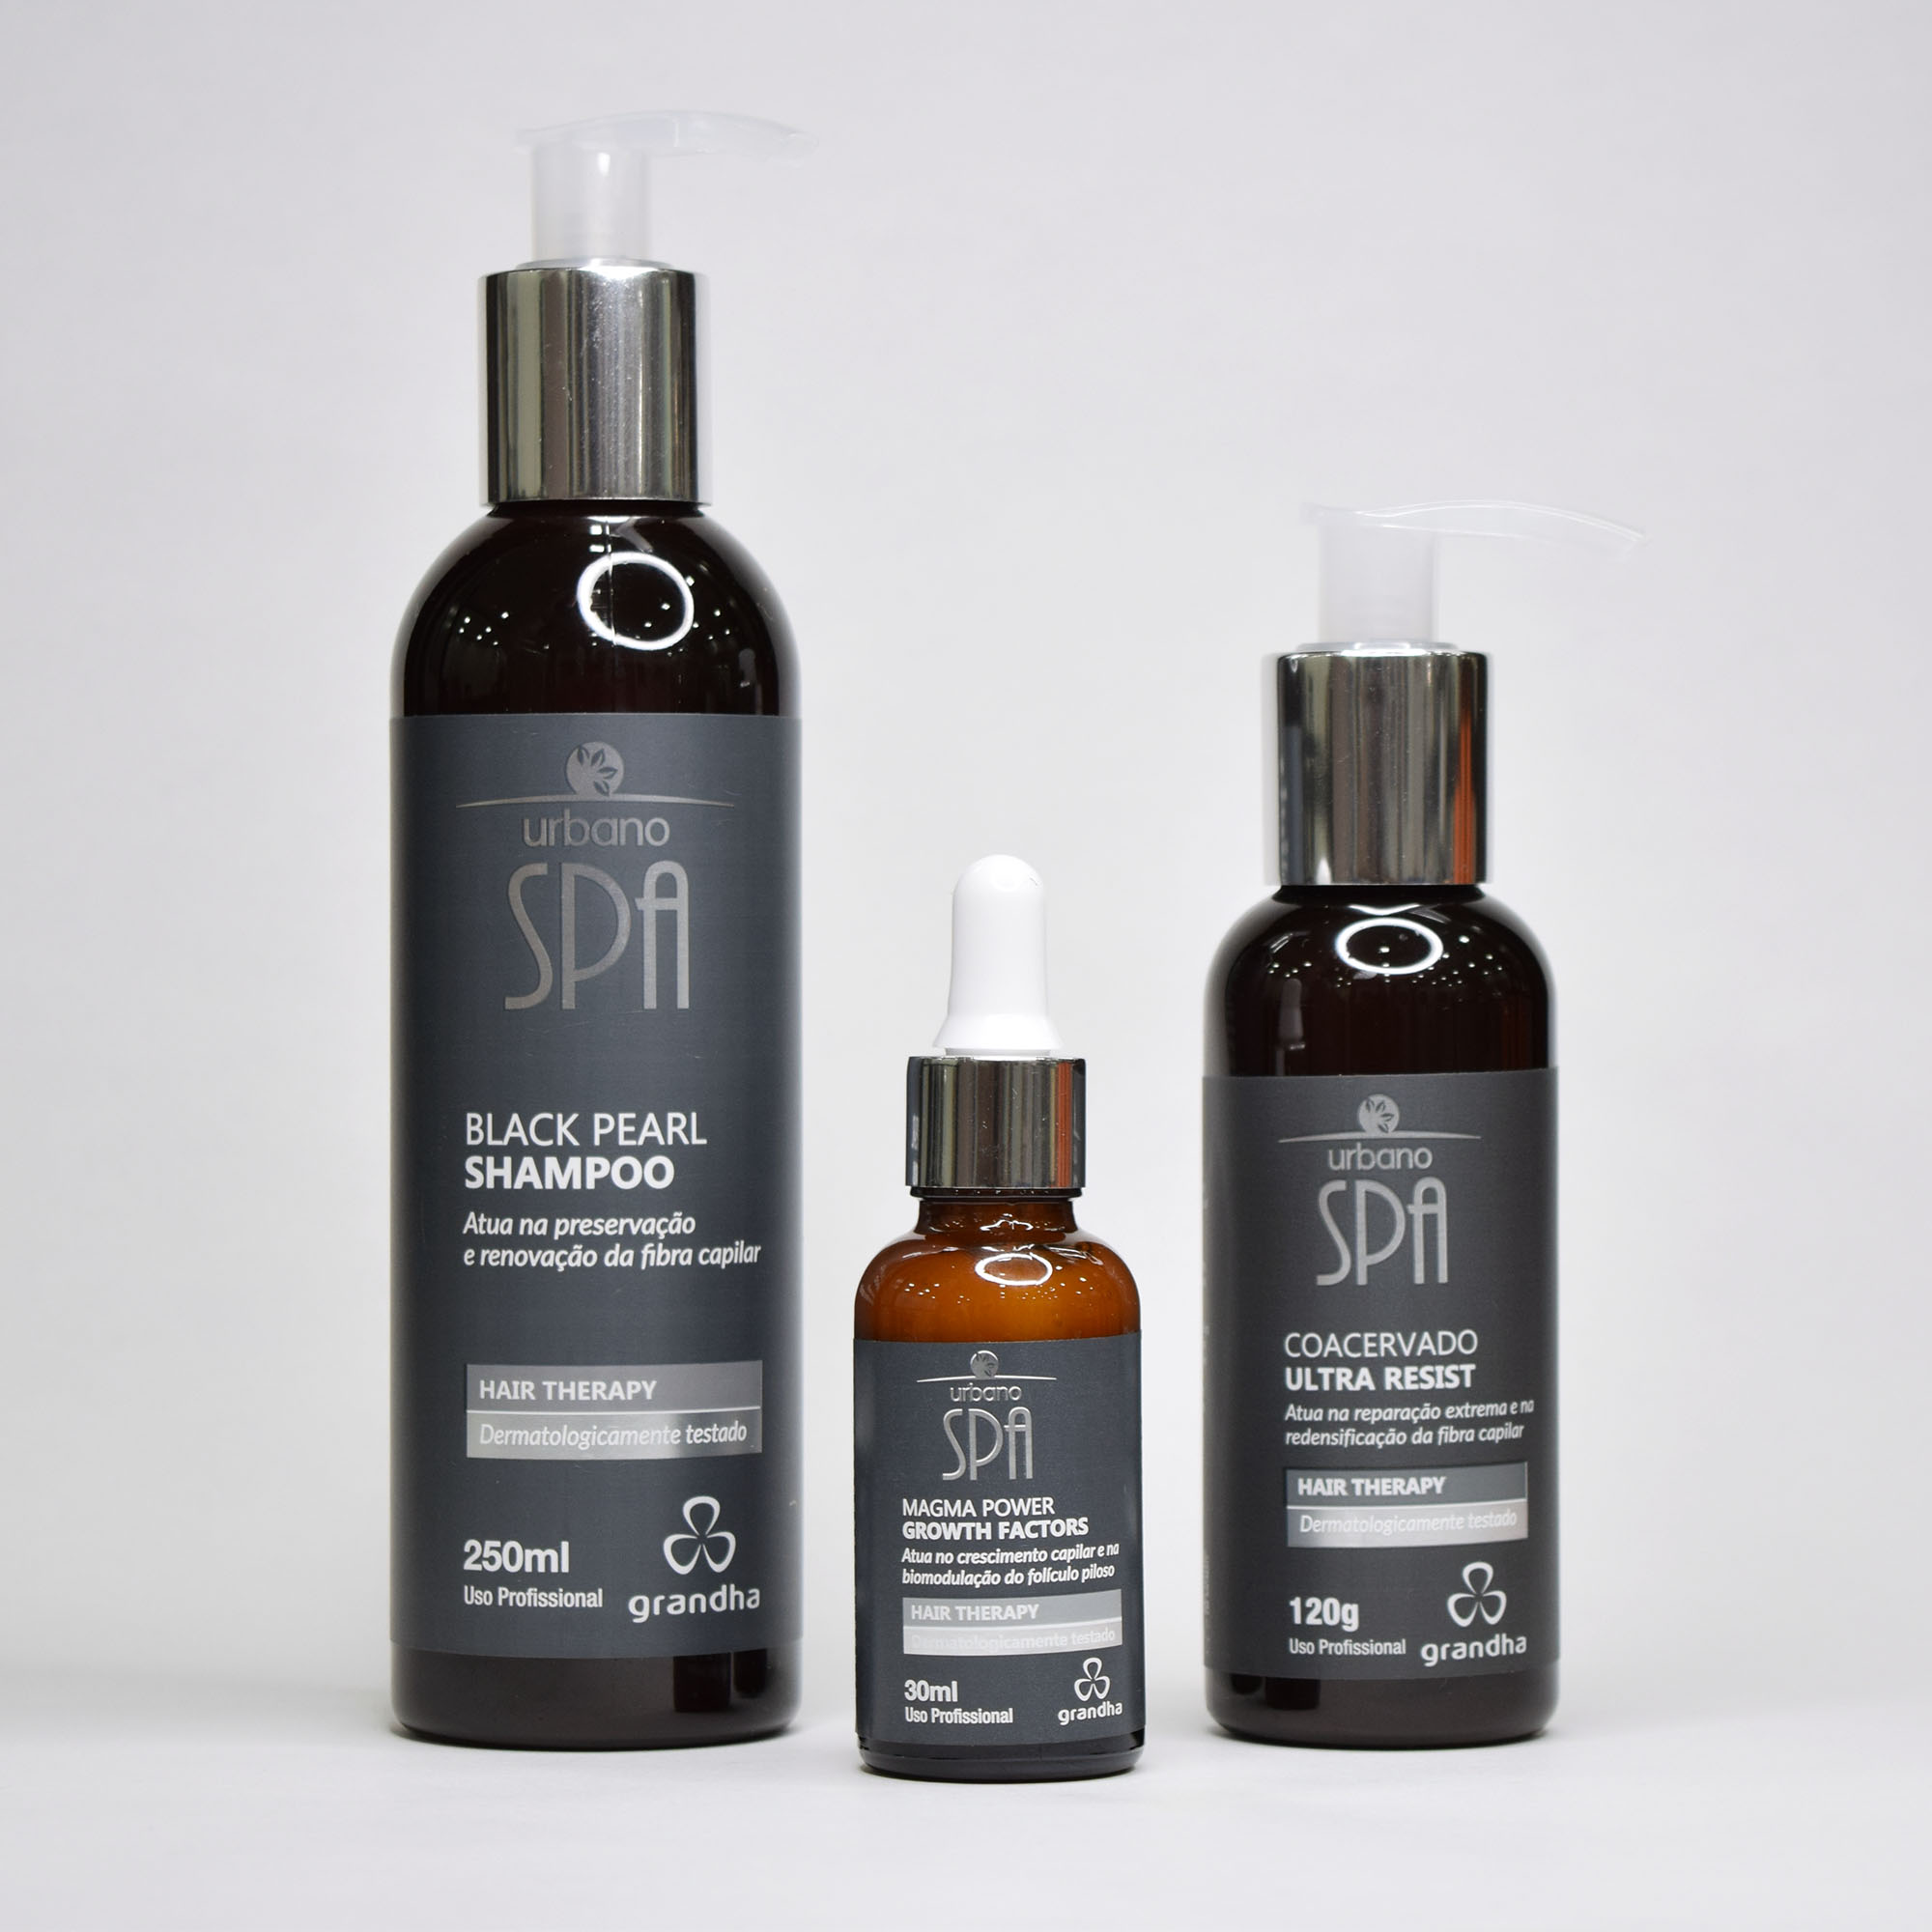 urbano
SPA
BLACK PEARL
SHAMPOO
Atua na preservação
e renovação da fibra capilar
HAIR THERAPY
Dermatologicamente testado
250ml
Uso Profissional
grandha
urbano
SPA
MAGMA POWER
GROWTH FACTORS
Atua no crescimento capilar e na
biomodulação do folículo piloso
HAIR THERAPY
Dermatologicamente testado
30ml
Uso Profissional
grandha
urbano
SPA
COACERVADO
ULTRA RESIST
Atua na reparação extrema e na
redensificação da fibra capilar
HAIR THERAPY
Dermatologicamente testado
120g
Uso Profissional
grandha